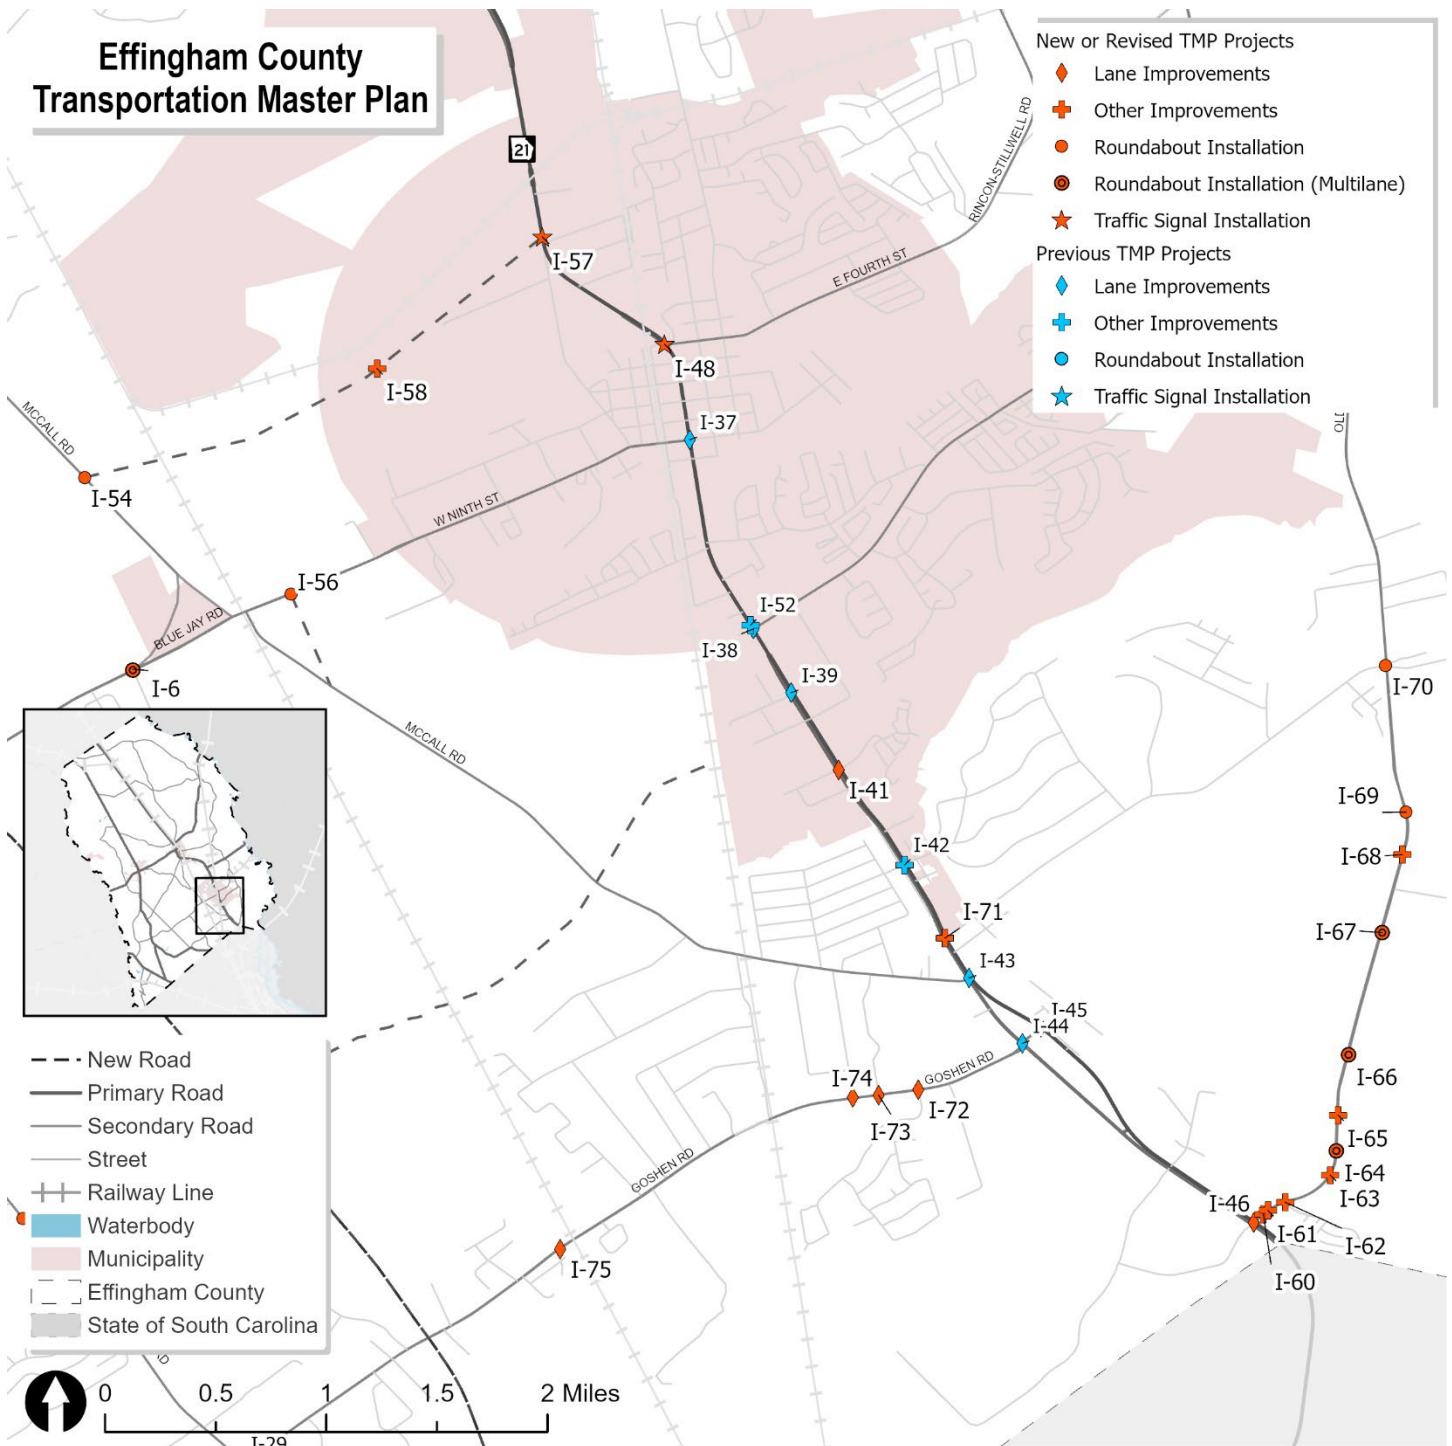 Effingham County
Transportation Master Plan
New or Revised TMP Projects
Lane Improvements
Other Improvements
Roundabout Installation
Roundabout Installation (Multilane)
Traffic Signal Installation
Previous TMP Projects
Lane Improvements
Other Improvements
Roundabout Installation
Traffic Signal Installation
21
RINCON-STILLWELL RD
E FOURTH ST
I-57
I-48
I-58
I-37
MCCALL RD
I-54
W NINTH ST
OLD
I-56
BLUE JAY RD
I-6
I-52
I-38
I-39
I-70
MCCALL RD
I-41
I-69
I-42
I-68
I-71
I-67
I-43
I-45
I-44
GOSHEN RD
I-74
I-72
I-73
I-66
I-65
I-64
I-63
GOSHEN RD
I-46
I-61
I-62
I-60
I-75
New Road
Primary Road
Secondary Road
Street
Railway Line
Waterbody
Municipality
Effingham County
State of South Carolina
RD
0 0.5 1 1.5 2 Miles
I-29